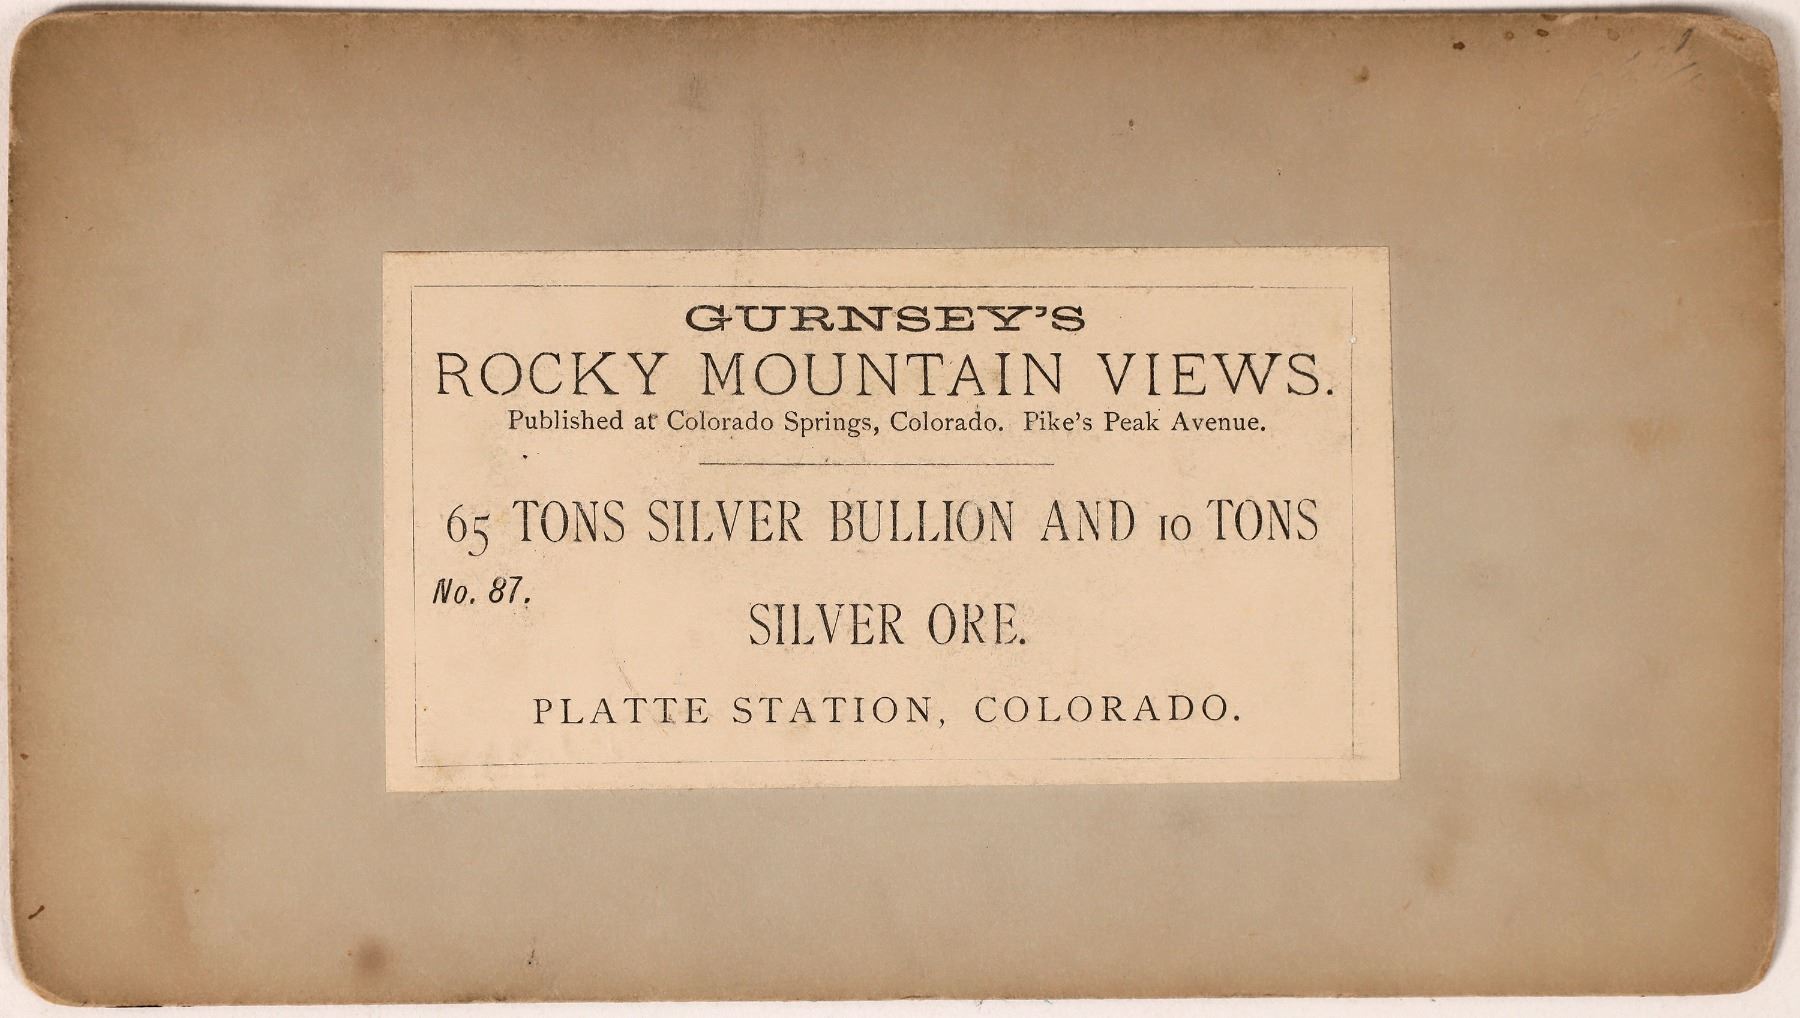 GURNSEY'S
ROCKY MOUNTAIN VIEWS.
Published at Colorado Springs, Colorado. Pike's Peak Avenue.
65 TONS SILVER BULLION AND 10 TONS
No. 87.
SILVER ORE.
PLATTE STATION, COLORADO.